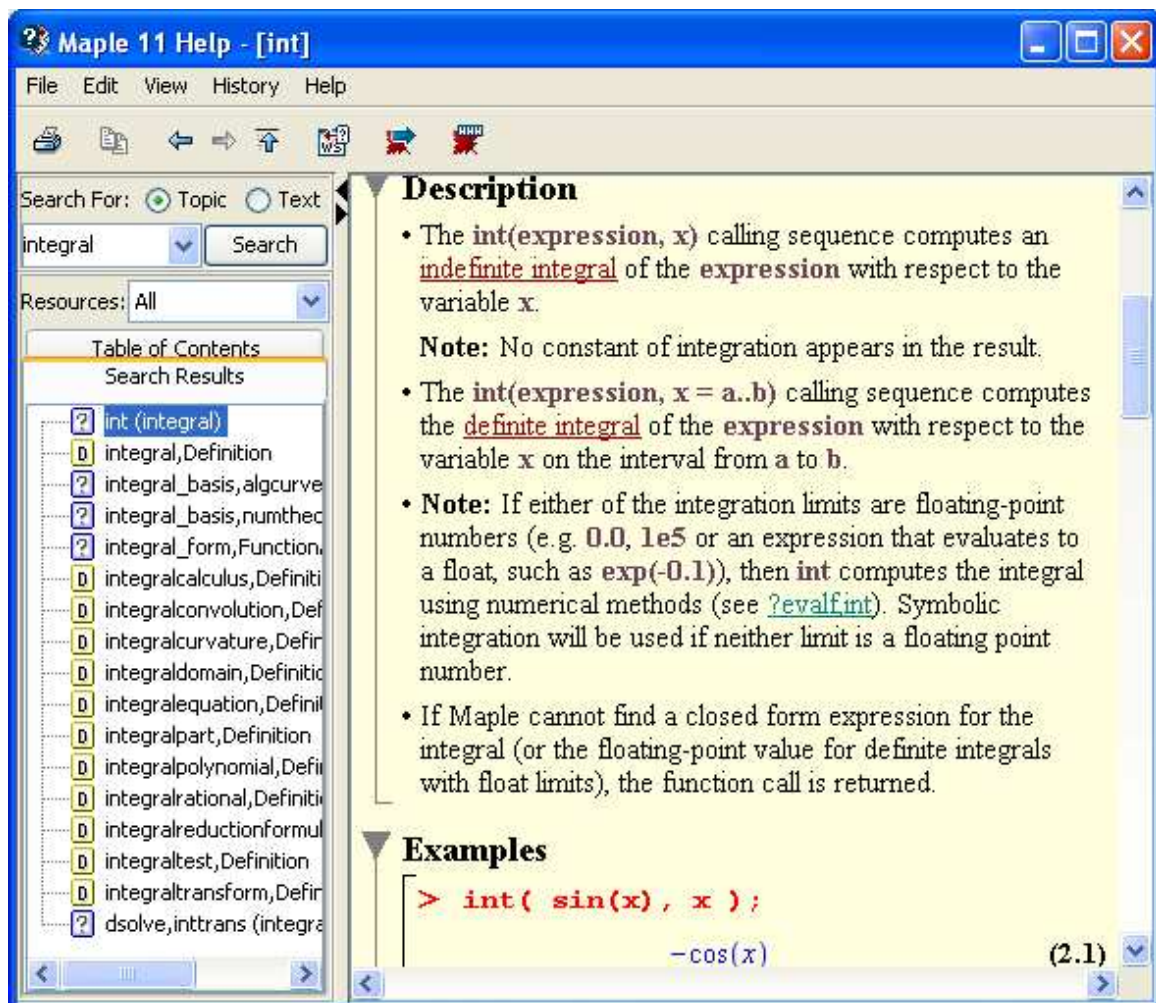 Maple 11 Help - [int]
File Edit View History Help
Search For: Topic Text
integral Search
Resources: All
Table of Contents
Search Results
int (integral)
integral,Definition
integral_basis,algcurve
integral_basis,numthec
integral_form,Function
integralcalculus,Definiti
integralconvolution,Def
integralcurvature,Defin
integraldomain,Definitic
integralequation,Defini
integralpart,Definition
integralpolynomial,Defi
integralrational,Definiti
integralreductionformul
integraltest,Definition
integraltransform,Defin
dsolve,inttrans (integra
Description
• The int(expression, x) calling sequence computes an
indefinite integral of the expression with respect to the
variable x.
Note: No constant of integration appears in the result.
• The int(expression, x = a..b) calling sequence computes
the definite integral of the expression with respect to the
variable x on the interval from a to b.
• Note: If either of the integration limits are floating-point
numbers (e.g. 0.0, 1e5 or an expression that evaluates to
a float, such as exp(-0.1)), then int computes the integral
using numerical methods (see ?evalf,int). Symbolic
integration will be used if neither limit is a floating point
number.
• If Maple cannot find a closed form expression for the
integral (or the floating-point value for definite integrals
with float limits), the function call is returned.
Examples
> int( sin(x), x );
-cos(x) (2.1)